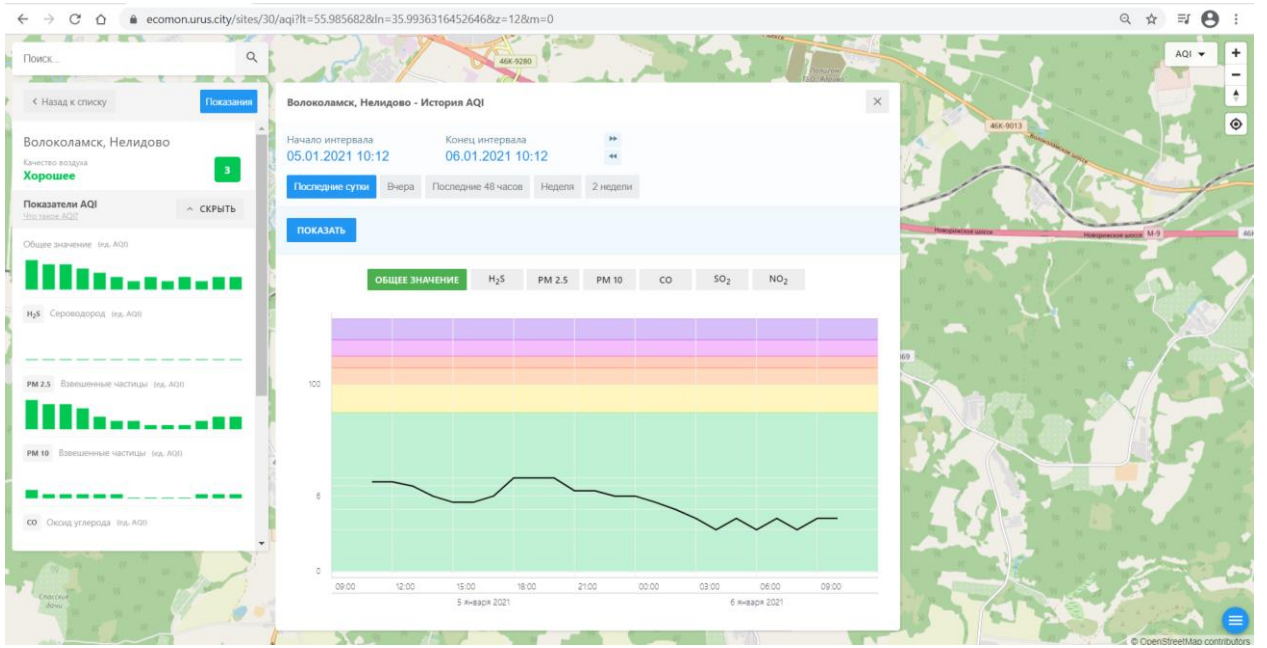 ecomon.urus.city/sites/30/aqi?lt=55.985682&ln=35.9936316452646&z=12&m=0
Поиск...
46К-9280
AQI
< Назад к списку
Показания
Волоколамск, Нелидово
Качество воздуха
Хорошее
3
Показатели AQI
Что такое AQI?
СКРЫТЬ
Общее значение (ед. AQI)
H₂S Сероводород (ед. AQI)
PM 2.5 Взвешенные частицы (ед. AQI)
PM 10 Взвешенные частицы (ед. AQI)
CO Оксид углерода (ед. AQI)
Волоколамск, Нелидово - История AQI
Начало интервала
Конец интервала
05.01.2021 10:12
06.01.2021 10:12
Последние сутки
Вчера
Последние 48 часов
Неделя
2 недели
ПОКАЗАТЬ
ОБЩЕЕ ЗНАЧЕНИЕ
H₂S
PM 2.5
PM 10
CO
SO₂
NO₂
100
6
0
09:00 12:00 15:00 18:00 21:00 00:00 03:00 06:00 09:00
5 января 2021
6 января 2021
46К-9013
Волоколамское шоссе
Новорижское шоссе
Новорижское шоссе
М-9
Спасские
дачи
© OpenStreetMap contributors